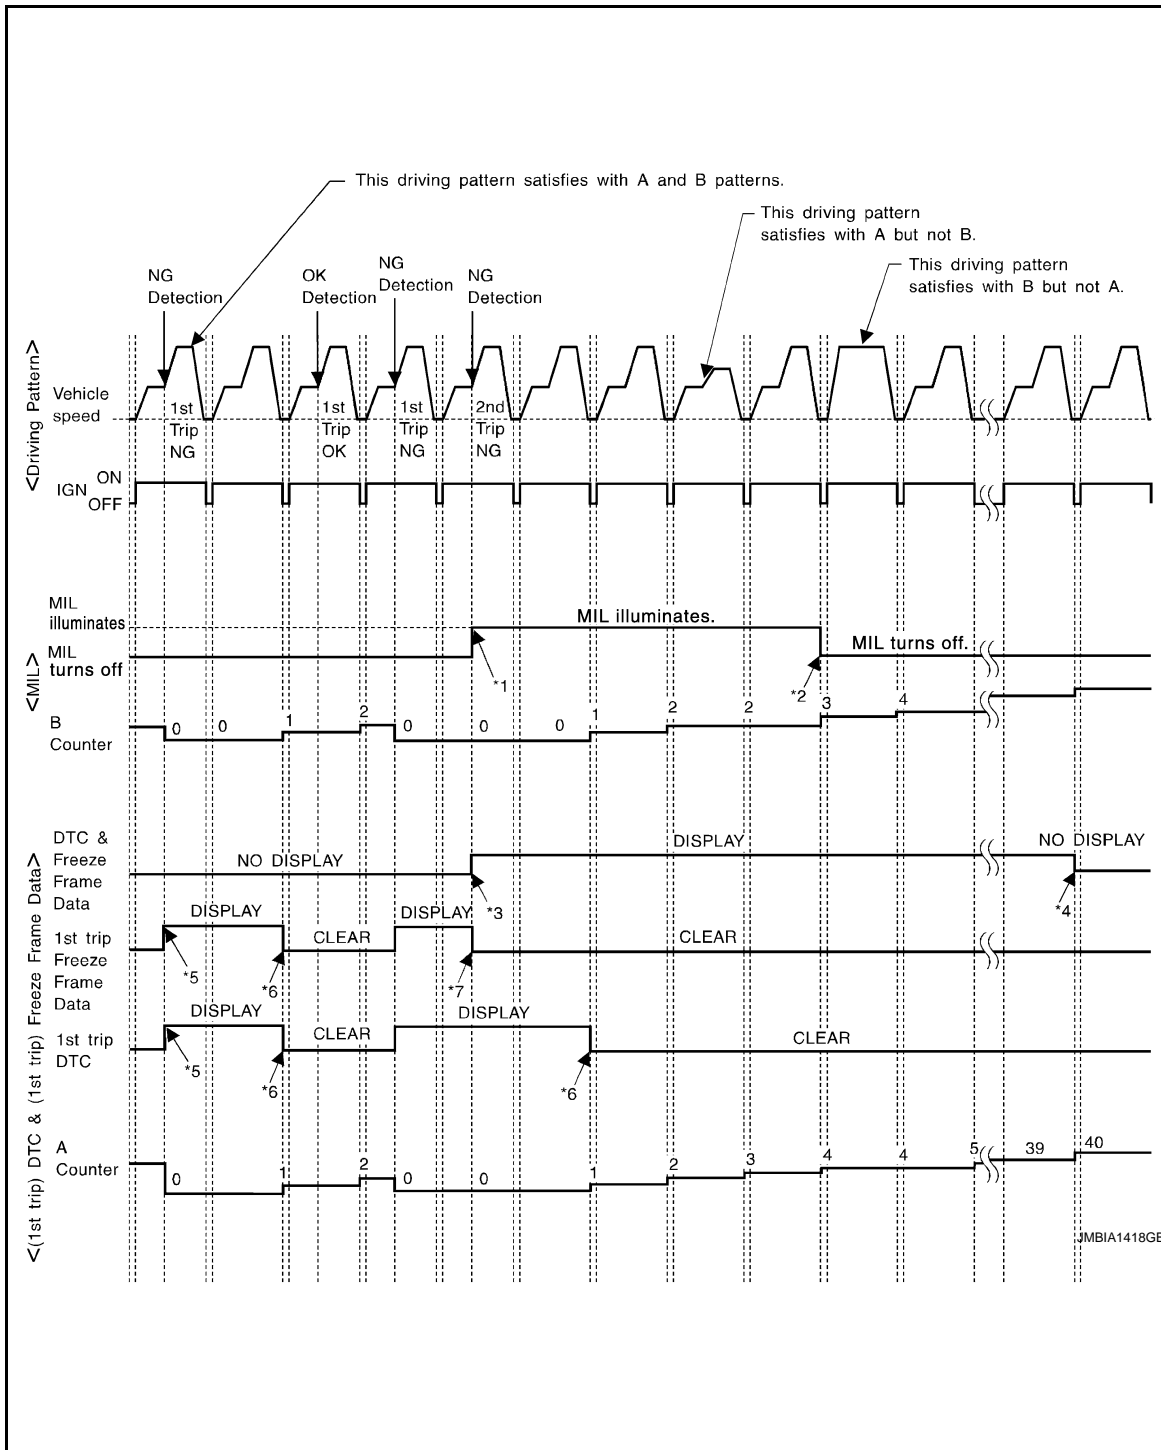 This driving pattern satisfies with A and B patterns.
This driving pattern
satisfies with A but not B.
This driving pattern
satisfies with B but not A.
NG
Detection
OK
Detection
NG
Detection
NG
Detection
<Driving Pattern>
Vehicle
speed
1st
Trip
NG
1st
Trip
OK
1st
Trip
NG
2nd
Trip
NG
IGN
ON
OFF
<MIL>
MIL
illuminates
MIL illuminates.
MIL
turns off
MIL turns off.
*1
*2
B
Counter
0 0 1 2 0 0 0 1 2 2 3 4
<(1st trip) DTC & (1st trip) Freeze Frame Data>
DTC &
Freeze
Frame
Data
NO DISPLAY
DISPLAY
NO DISPLAY
*3
*4
1st trip
Freeze
Frame
Data
DISPLAY
CLEAR
DISPLAY
CLEAR
*5
*6
*7
1st trip
DTC
DISPLAY
CLEAR
DISPLAY
CLEAR
*5
*6
*6
A
Counter
0 1 2 0 0 1 2 3 4 4 5 39 40
JMBIA1418GB